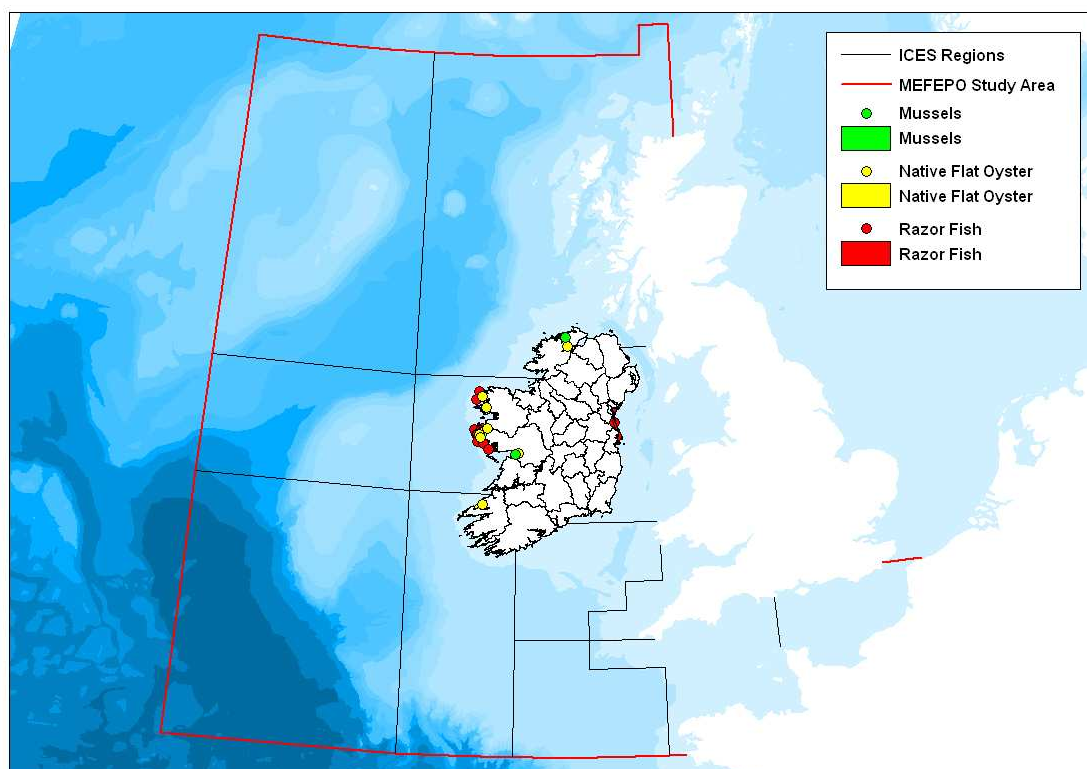 ICES Regions
MEFEPO Study Area
Mussels
Mussels
Native Flat Oyster
Native Flat Oyster
Razor Fish
Razor Fish